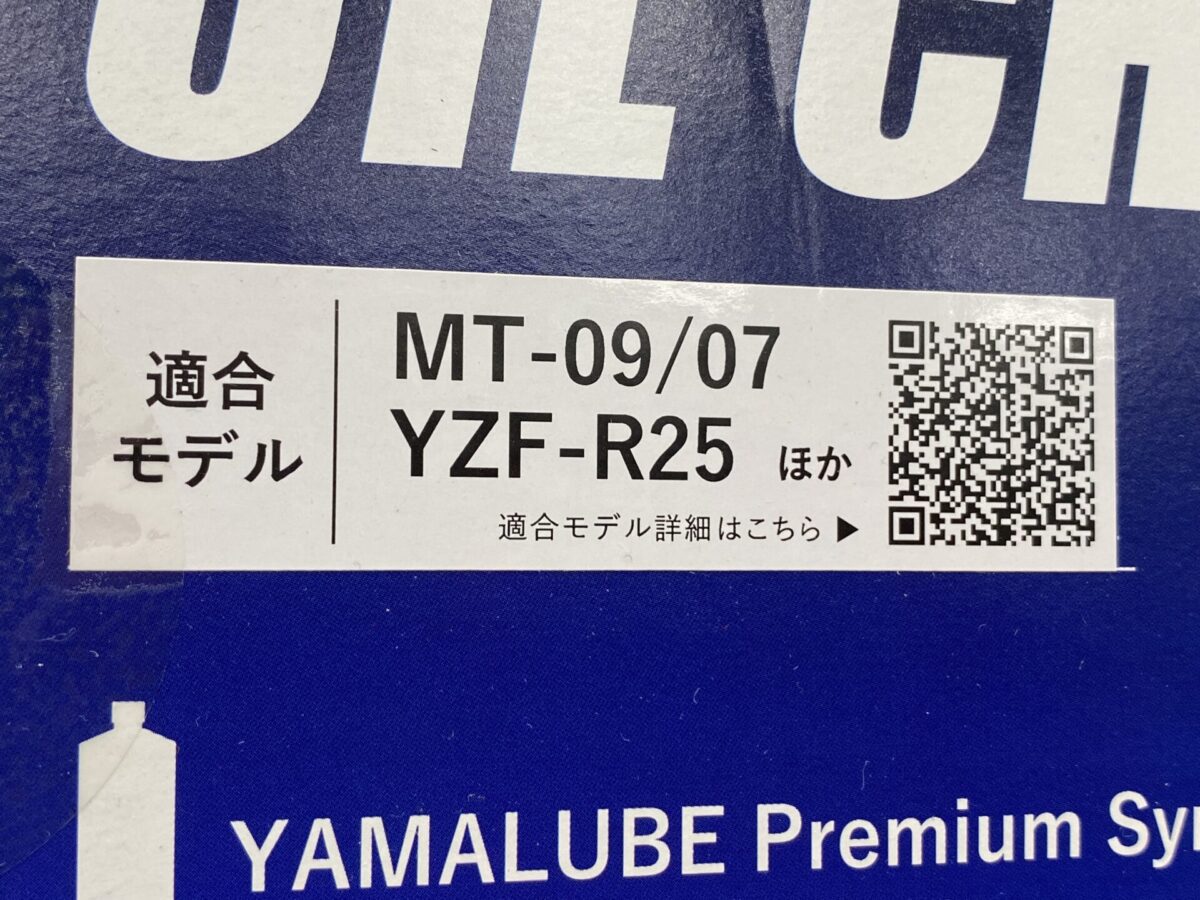 OIL
適合
モデル
MT-09/07
YZF-R25 ほか
適合モデル詳細はこちら ▶
YAMALUBE Premium